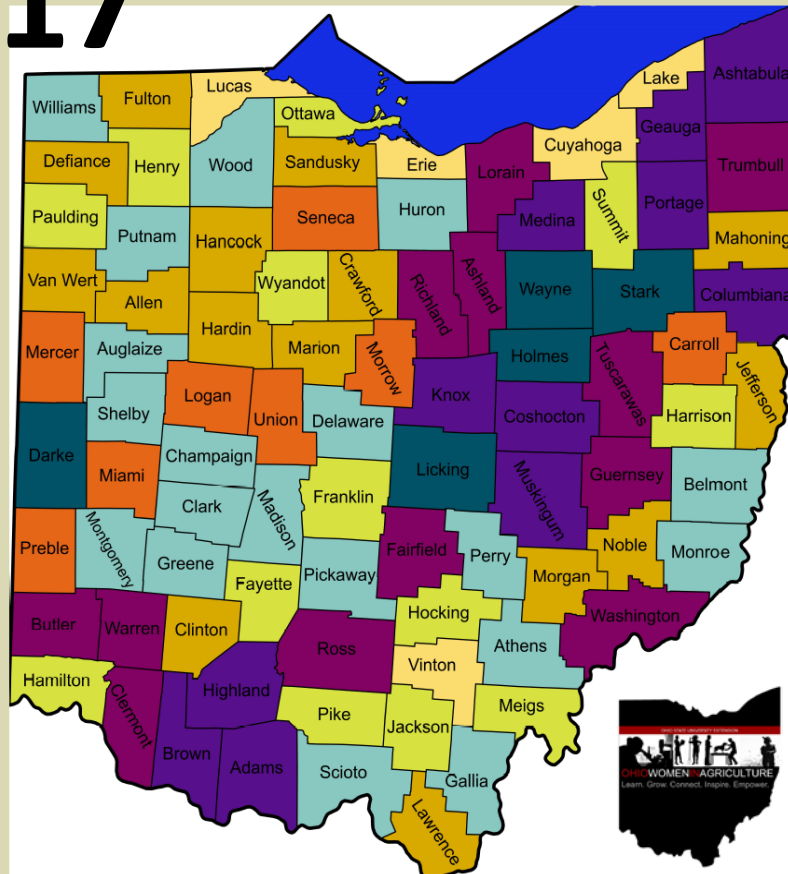 17
Lake
Ashtabula
Lucas
Fulton
Williams
Ottawa
Geauga
Cuyahoga
Defiance
Henry
Wood
Sandusky
Erie
Lorain
Trumbull
Paulding
Seneca
Huron
Medina
Summit
Portage
Putnam
Hancock
Mahoning
Van Wert
Wyandot
Crawford
Richland
Ashland
Wayne
Stark
Columbiana
Allen
Hardin
Marion
Morrow
Mercer
Auglaize
Holmes
Tuscarawas
Carroll
Jefferson
Logan
Union
Knox
Shelby
Delaware
Coshocton
Harrison
Darke
Champaign
Miami
Licking
Guernsey
Belmont
Clark
Madison
Franklin
Muskingum
Preble
Montgomery
Greene
Fairfield
Perry
Noble
Monroe
Fayette
Pickaway
Morgan
Hocking
Washington
Butler
Warren
Clinton
Ross
Athens
Vinton
Hamilton
Clermont
Highland
Pike
Jackson
Meigs
Brown
Adams
Scioto
Gallia
Lawrence
OHIO STATE UNIVERSITY EXTENSION
OHIOWOMENINAGRICULTURE
Learn. Grow. Connect. Inspire. Empower.